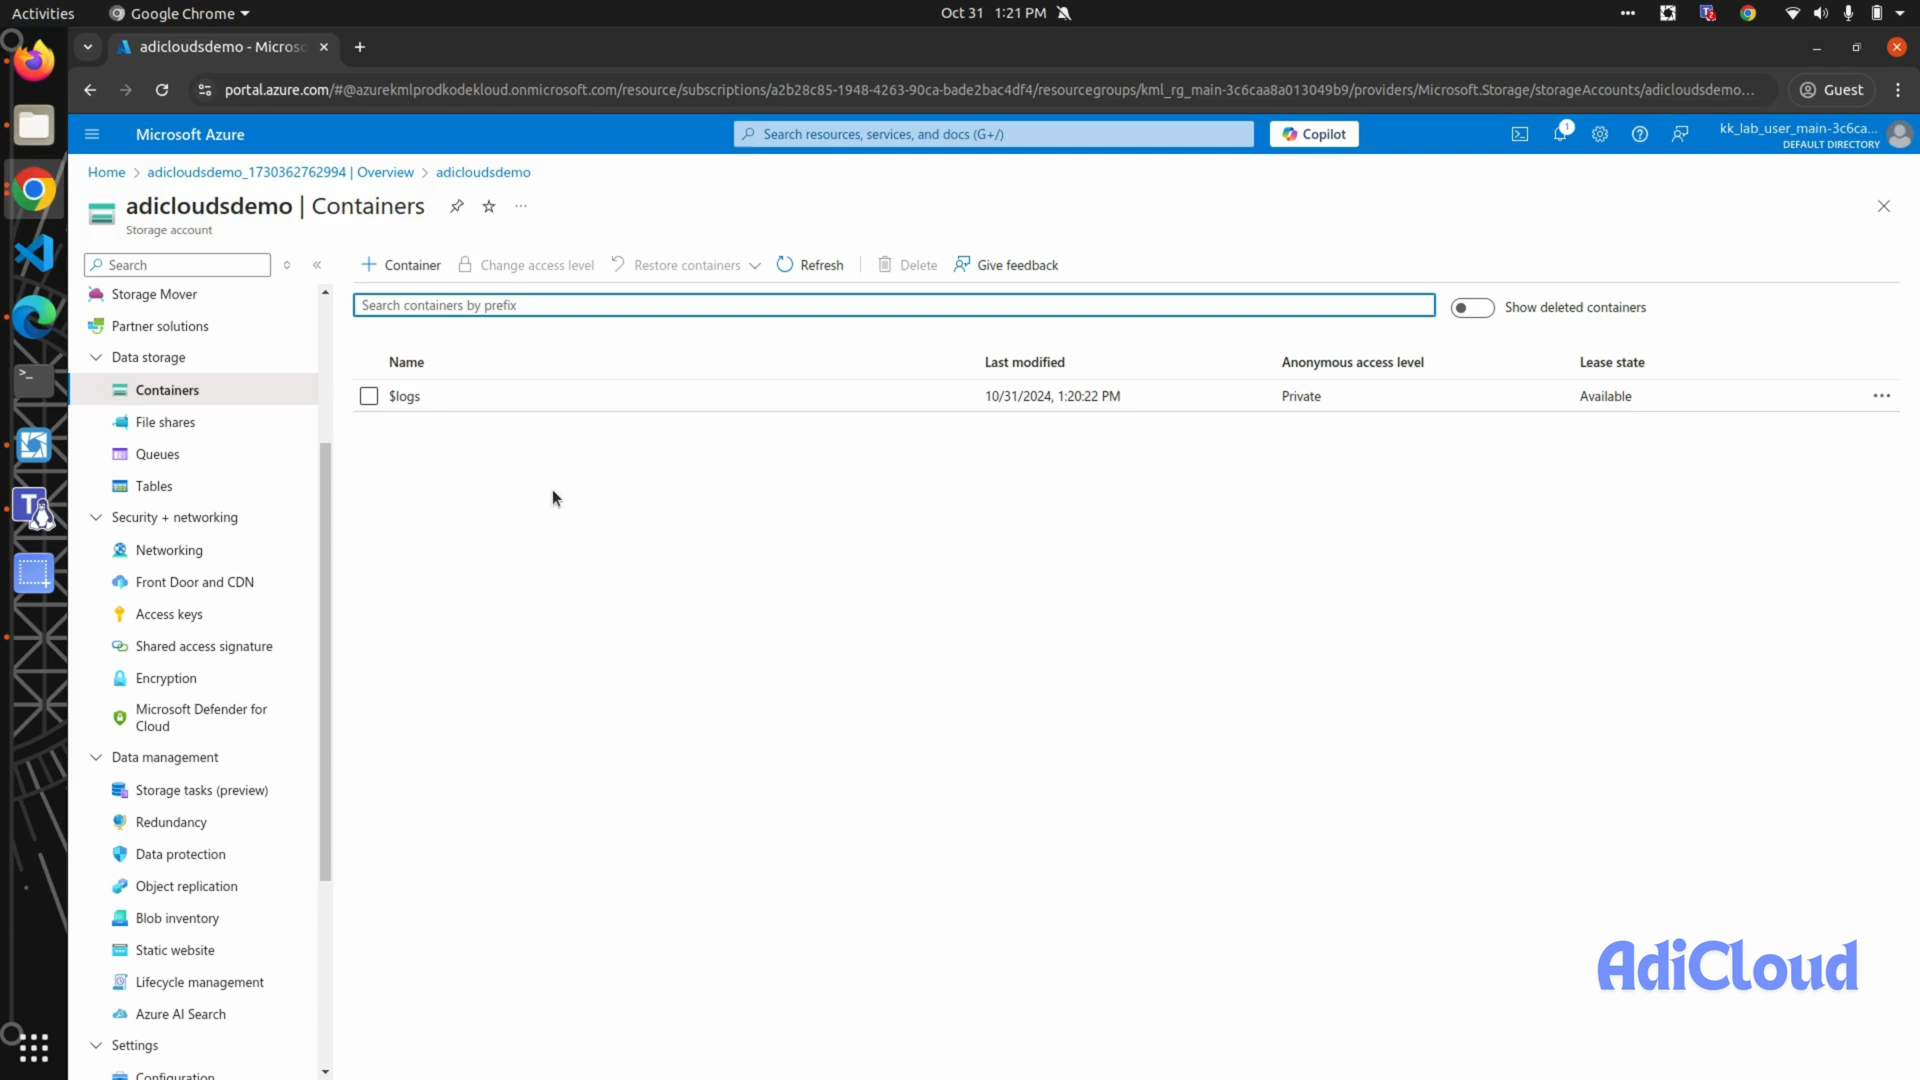 Activities
Google Chrome
Oct 31 1:21 PM
adicloudsdemo - Microso
portal.azure.com/#@azurekmlprodkodekloud.onmicrosoft.com/resource/subscriptions/a2b28c85-1948-4263-90ca-bade2bac4df4/resourcegroups/kml_rg_main-3c6caa8a013049b9/providers/Microsoft.Storage/storageAccounts/adicloudsdemo...
Guest
Microsoft Azure
Search resources, services, and docs (G+/)
Copilot
1
kk_lab_user_main-3c6ca...
DEFAULT DIRECTORY
Home > adicloudsdemo_1730362762994 | Overview > adicloudsdemo
adicloudsdemo | Containers
Storage account
Search
Container
Change access level
Restore containers
Refresh
Delete
Give feedback
Search containers by prefix
Show deleted containers
Name Last modified Anonymous access level Lease state
$logs 10/31/2024, 1:20:22 PM Private Available
Storage Mover
Partner solutions
Data storage
Containers
File shares
Queues
Tables
Security + networking
Networking
Front Door and CDN
Access keys
Shared access signature
Encryption
Microsoft Defender for
Cloud
Data management
Storage tasks (preview)
Redundancy
Data protection
Object replication
Blob inventory
Static website
Lifecycle management
Azure AI Search
Settings
Configuration
AdiCloud